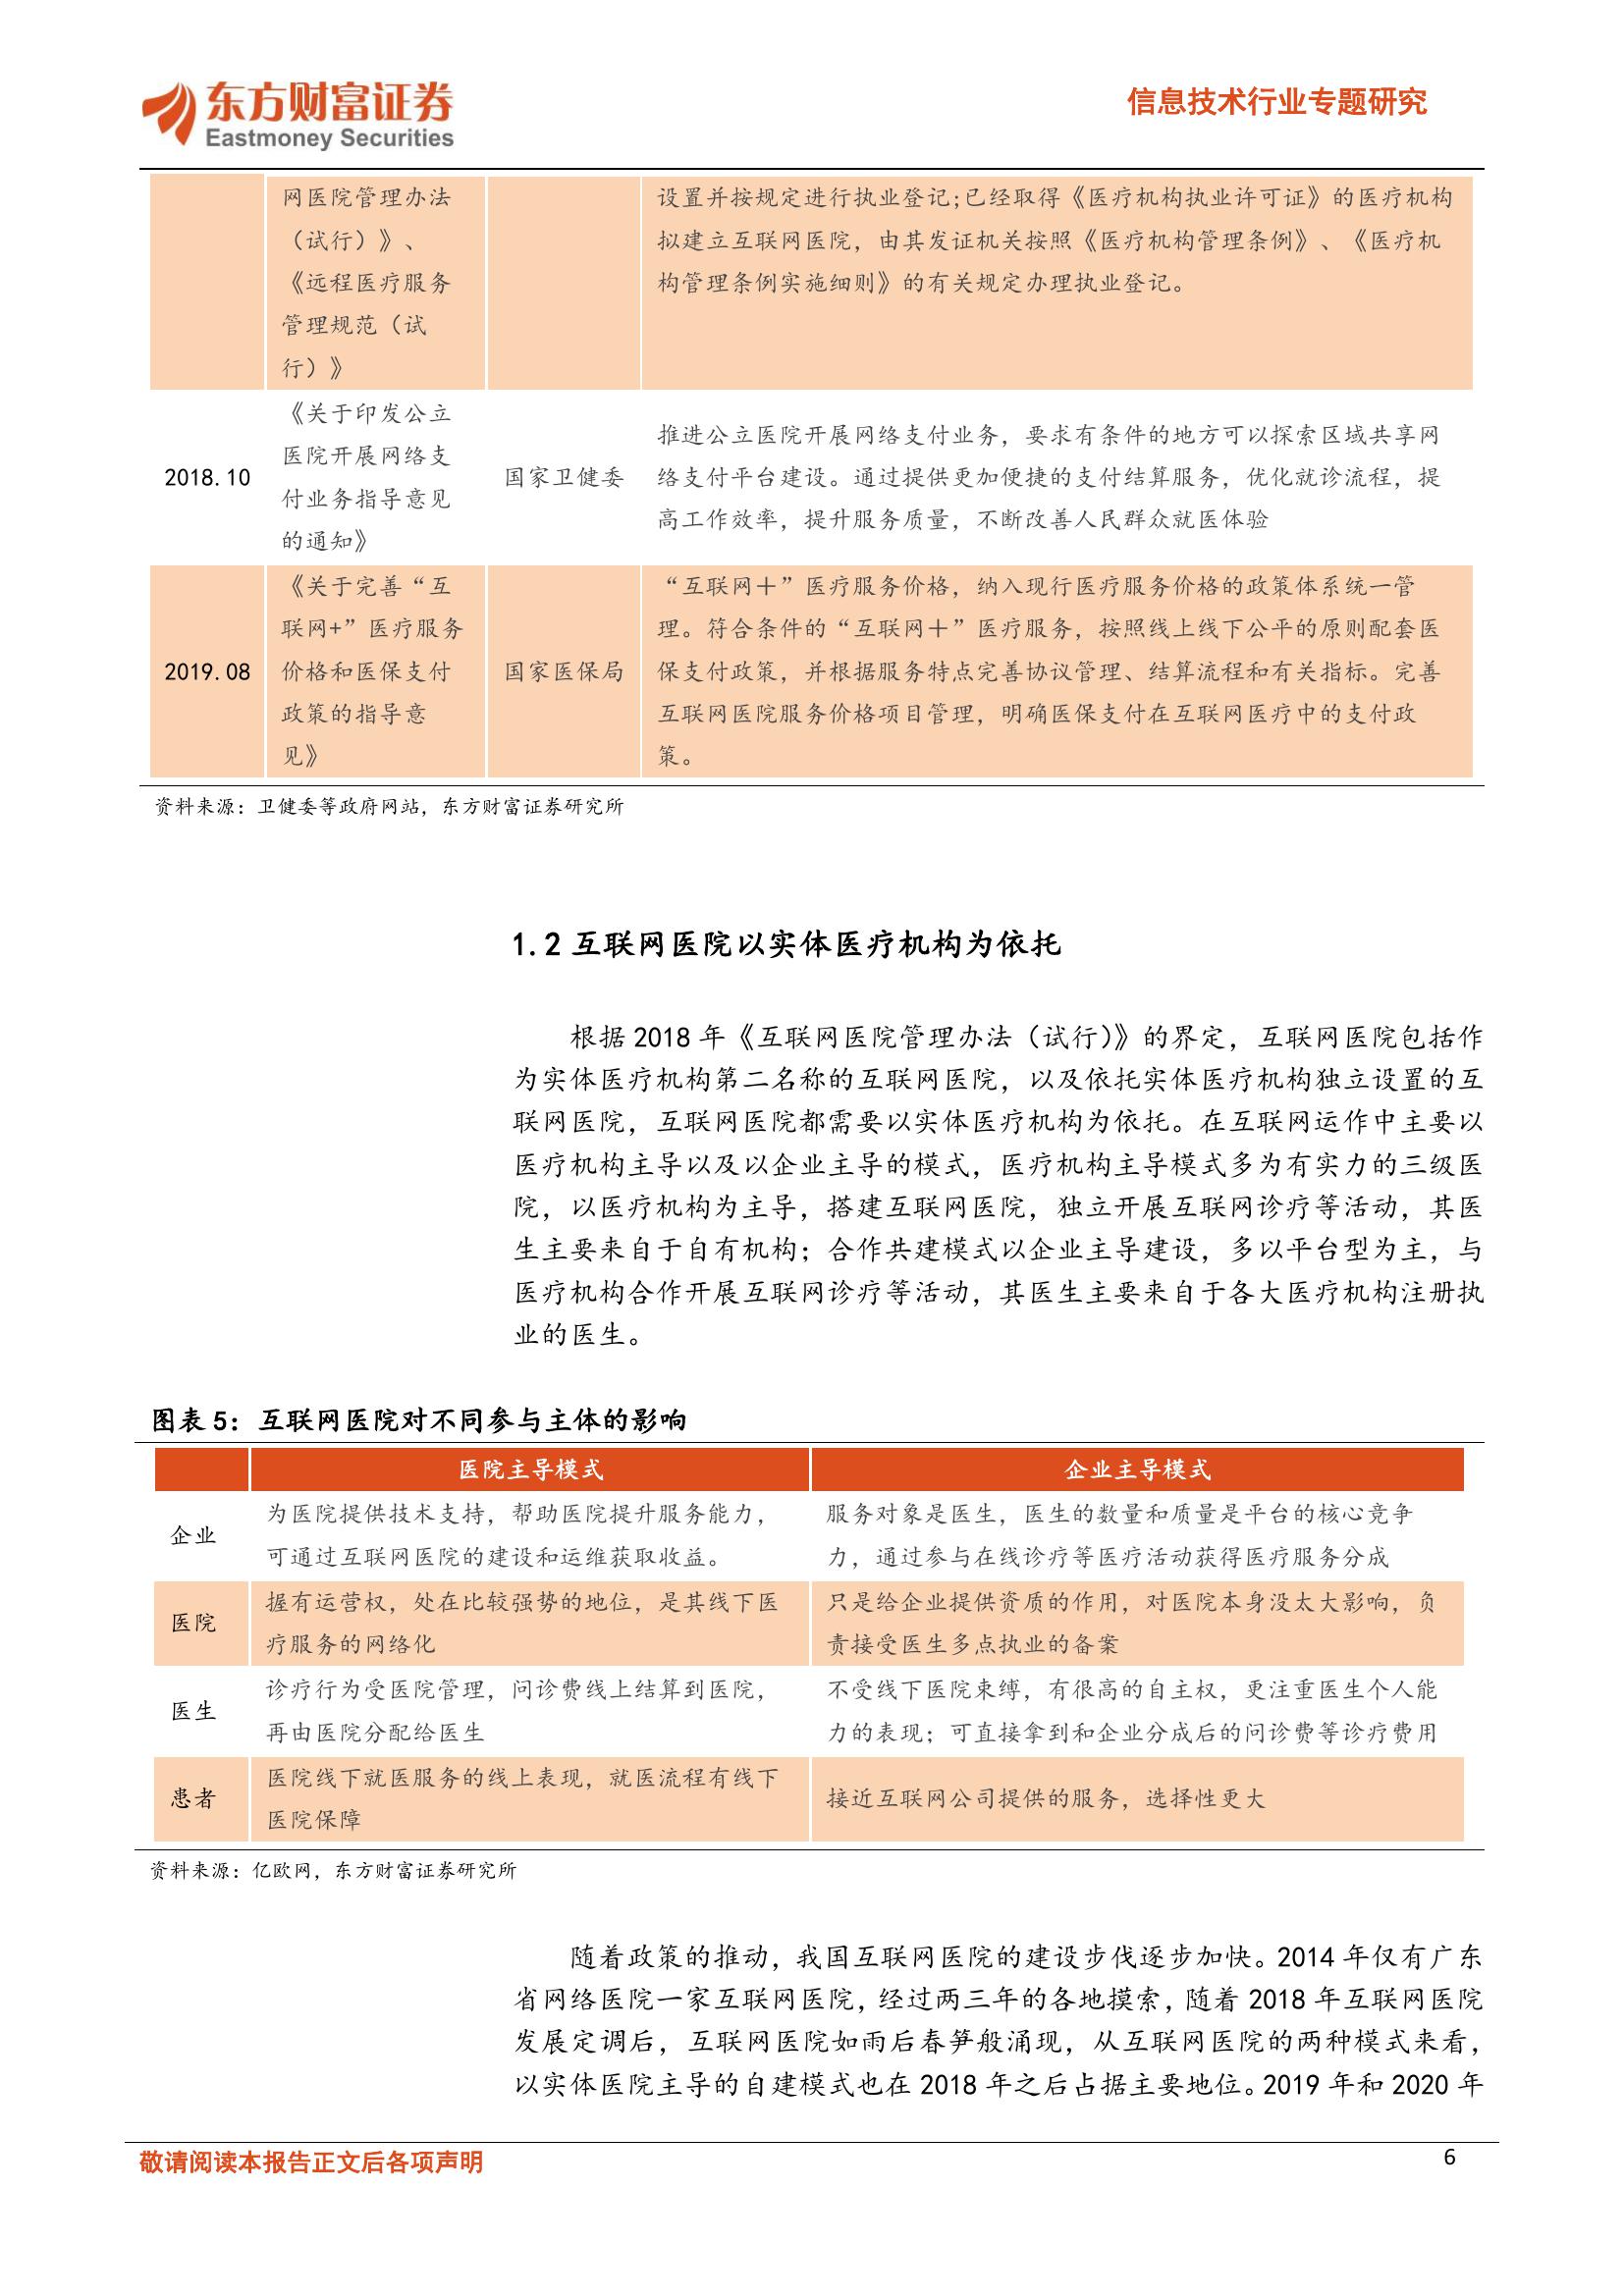 东方财富证券
Eastmoney Securities
信息技术行业专题研究
网医院管理办法
（试行）》、
《远程医疗服务
管理规范（试
行）》
设置并按规定进行执业登记;已经取得《医疗机构执业许可证》的医疗机构
拟建立互联网医院，由其发证机关按照《医疗机构管理条例》、《医疗机
构管理条例实施细则》的有关规定办理执业登记。
2018.10
《关于印发公立
医院开展网络支
付业务指导意见
的通知》
国家卫健委
推进公立医院开展网络支付业务，要求有条件的地方可以探索区域共享网
络支付平台建设。通过提供更加便捷的支付结算服务，优化就诊流程，提
高工作效率，提升服务质量，不断改善人民群众就医体验
2019.08
《关于完善“互
联网+”医疗服务
价格和医保支付
政策的指导意
见》
国家医保局
“互联网＋”医疗服务价格，纳入现行医疗服务价格的政策体系统一管
理。符合条件的“互联网＋”医疗服务，按照线上线下公平的原则配套医
保支付政策，并根据服务特点完善协议管理、结算流程和有关指标。完善
互联网医院服务价格项目管理，明确医保支付在互联网医疗中的支付政
策。
资料来源：卫健委等政府网站，东方财富证券研究所
1.2 互联网医院以实体医疗机构为依托
根据 2018 年《互联网医院管理办法（试行）》的界定，互联网医院包括作
为实体医疗机构第二名称的互联网医院，以及依托实体医疗机构独立设置的互
联网医院，互联网医院都需要以实体医疗机构为依托。在互联网运作中主要以
医疗机构主导以及以企业主导的模式，医疗机构主导模式多为有实力的三级医
院，以医疗机构为主导，搭建互联网医院，独立开展互联网诊疗等活动，其医
生主要来自于自有机构；合作共建模式以企业主导建设，多以平台型为主，与
医疗机构合作开展互联网诊疗等活动，其医生主要来自于各大医疗机构注册执
业的医生。
图表 5：互联网医院对不同参与主体的影响
医院主导模式
企业主导模式
企业
为医院提供技术支持，帮助医院提升服务能力，
可通过互联网医院的建设和运维获取收益。
服务对象是医生，医生的数量和质量是平台的核心竞争
力，通过参与在线诊疗等医疗活动获得医疗服务分成
医院
握有运营权，处在比较强势的地位，是其线下医
疗服务的网络化
只是给企业提供资质的作用，对医院本身没太大影响，负
责接受医生多点执业的备案
医生
诊疗行为受医院管理，问诊费线上结算到医院，
再由医院分配给医生
不受线下医院束缚，有很高的自主权，更注重医生个人能
力的表现；可直接拿到和企业分成后的问诊费等诊疗费用
患者
医院线下就医服务的线上表现，就医流程有线下
医院保障
接近互联网公司提供的服务，选择性更大
资料来源：亿欧网，东方财富证券研究所
随着政策的推动，我国互联网医院的建设步伐逐步加快。2014 年仅有广东
省网络医院一家互联网医院，经过两三年的各地摸索，随着 2018 年互联网医院
发展定调后，互联网医院如雨后春笋般涌现，从互联网医院的两种模式来看，
以实体医院主导的自建模式也在 2018 年之后占据主要地位。2019 年和 2020 年
敬请阅读本报告正文后各项声明
6